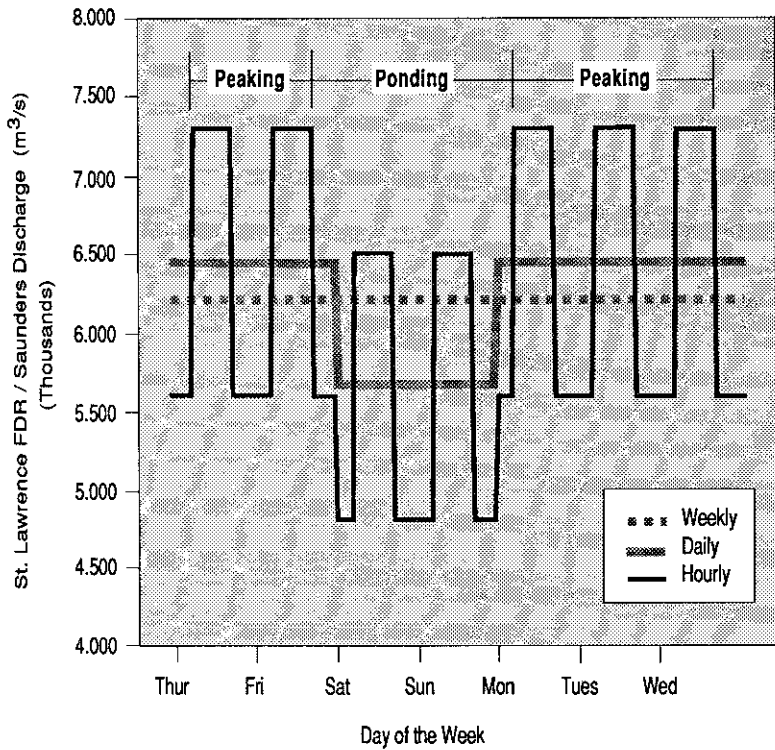 8.000
7.500
7.000
6.500
6.000
5.500
5.000
4.500
4.000
St. Lawrence FDR / Saunders Discharge (m³/s)
(Thousands)
Peaking
Ponding
Peaking
Weekly
Daily
Hourly
Thur Fri Sat Sun Mon Tues Wed
Day of the Week